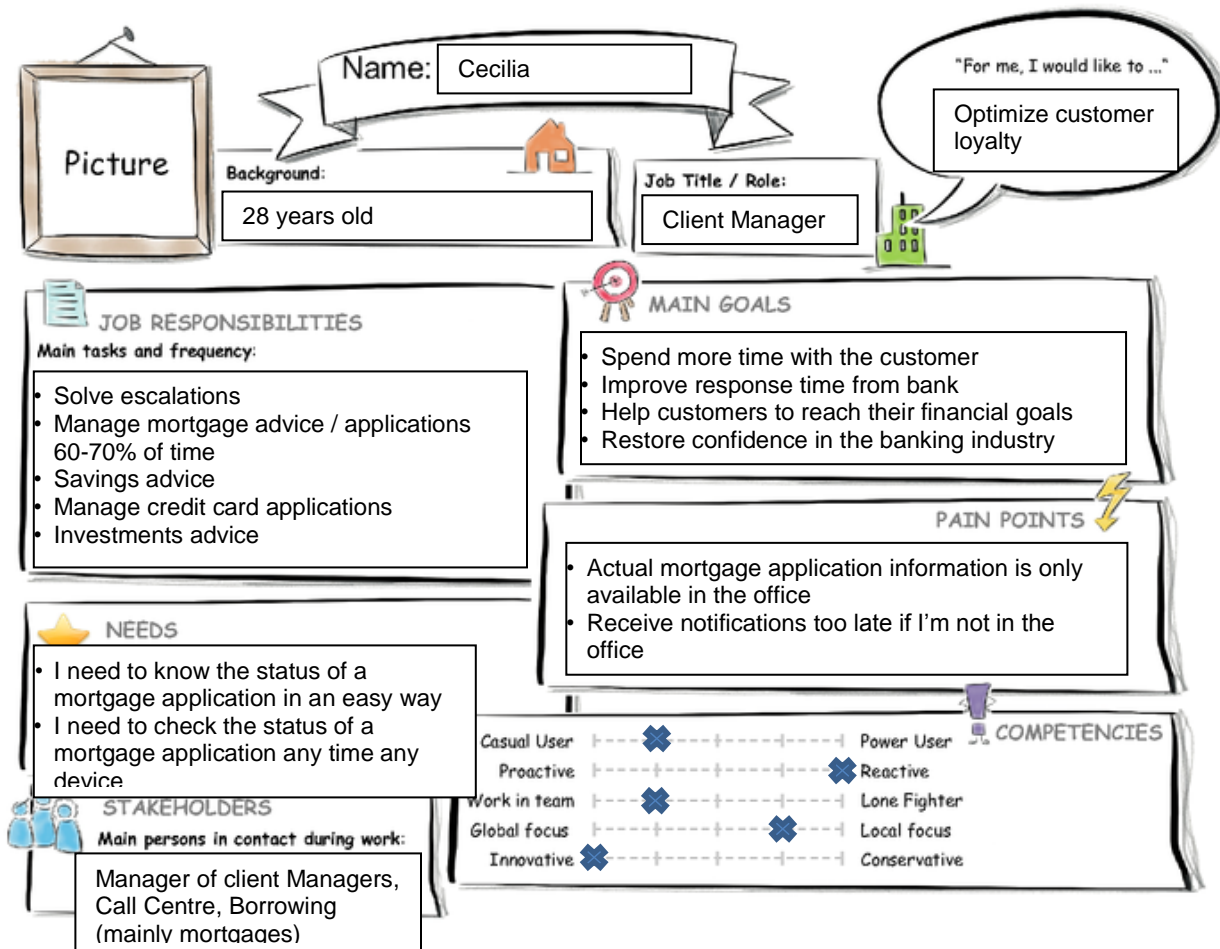 Name: Cecilia
"For me, I would like to ..."
Optimize customer
loyalty
Picture
Background:
28 years old
Job Title / Role:
Client Manager
JOB RESPONSIBILITIES
Main tasks and frequency:
• Solve escalations
• Manage mortgage advice / applications
60-70% of time
• Savings advice
• Manage credit card applications
• Investments advice
MAIN GOALS
• Spend more time with the customer
• Improve response time from bank
• Help customers to reach their financial goals
• Restore confidence in the banking industry
PAIN POINTS
• Actual mortgage application information is only
available in the office
• Receive notifications too late if I'm not in the
office
NEEDS
• I need to know the status of a
mortgage application in an easy way
• I need to check the status of a
mortgage application any time any
device
STAKEHOLDERS
Main persons in contact during work:
Manager of client Managers,
Call Centre, Borrowing
(mainly mortgages)
COMPETENCIES
Casual User Power User
Proactive Reactive
Work in team Lone Fighter
Global focus Local focus
Innovative Conservative